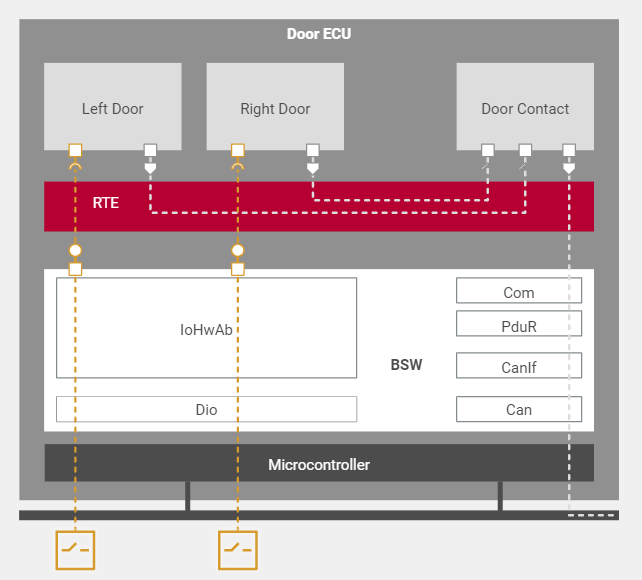 Door ECU
Left Door
Right Door
Door Contact
RTE
IoHwAb
Com
PduR
BSW
CanIf
Dio
Can
Microcontroller